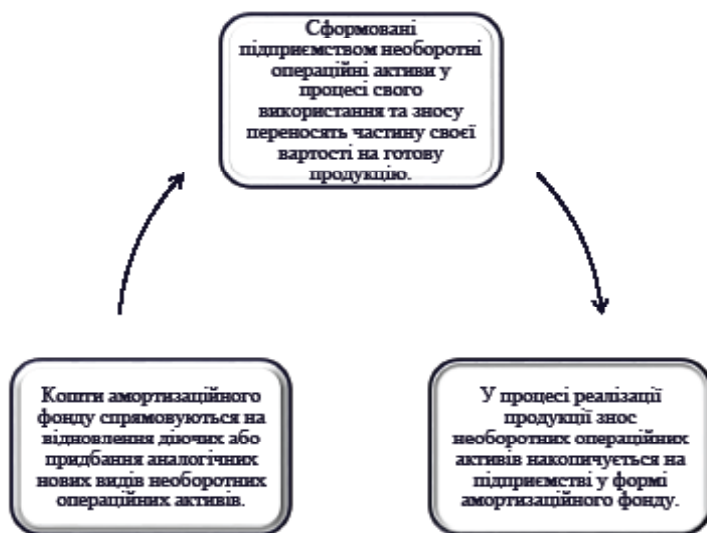 Сформовані
підприємством необоротні
операційні активи у
процесі свого
використання та зносу
переносять частину своєї
вартості на готову
продукцію.
Кошти амортизаційного
фонду спрямовуються на
відновлення діючих або
придбання аналогічних
нових видів необоротних
операційних активів.
У процесі реалізації
продукції знос
необоротних операційних
активів накопичується на
підприємстві у формі
амортизаційного фонду.